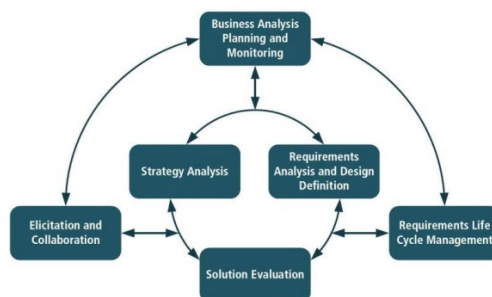 Business Analysis
Planning and
Monitoring
Strategy Analysis
Requirements
Analysis and Design
Definition
Elicitation and
Collaboration
Requirements Life
Cycle Management
Solution Evaluation